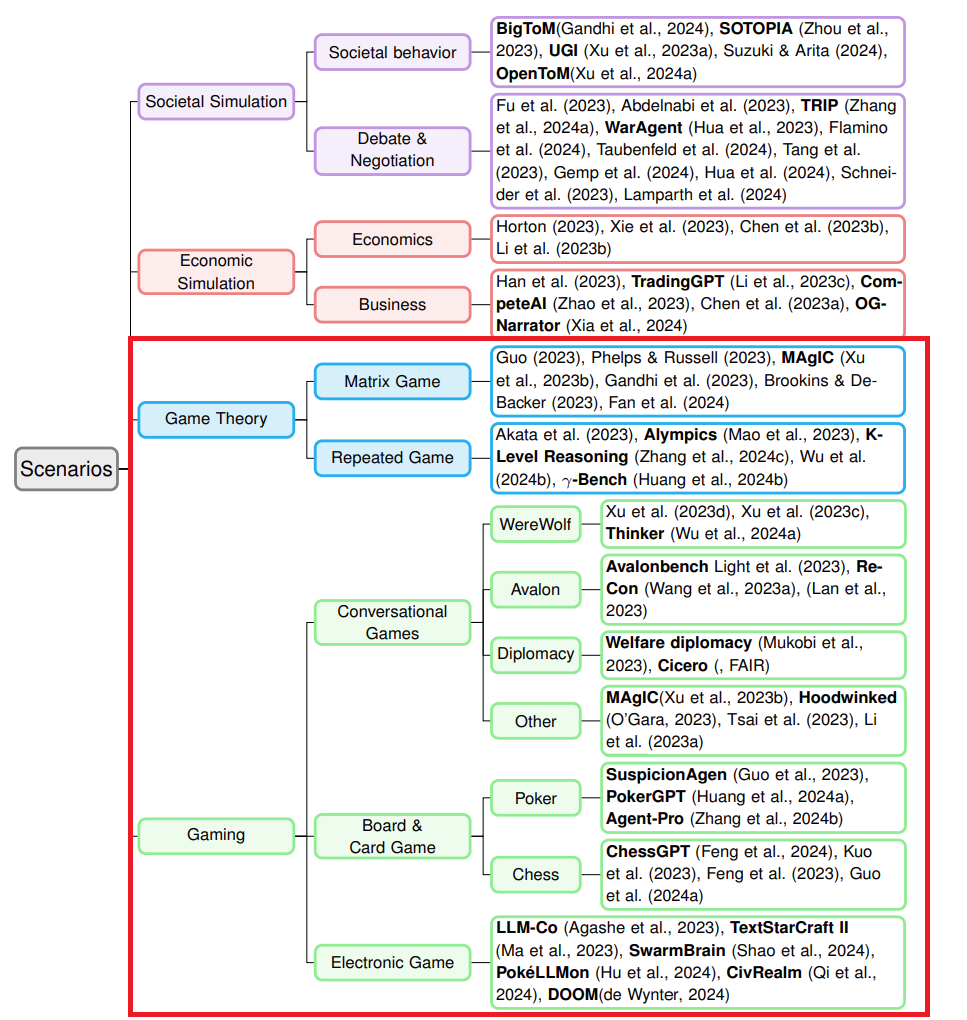 Societal behavior
BigToM(Gandhi et al., 2024), SOTOPIA (Zhou et al.,
2023), UGI (Xu et al., 2023a), Suzuki & Arita (2024),
OpenToM(Xu et al., 2024a)
Societal Simulation
Debate &
Negotiation
Fu et al. (2023), Abdelnabi et al. (2023), TRIP (Zhang
et al., 2024a), WarAgent (Hua et al., 2023), Flamino
et al. (2024), Taubenfeld et al. (2024), Tang et al.
(2023), Gemp et al. (2024), Hua et al. (2024), Schnei-
der et al. (2023), Lamparth et al. (2024)
Economics
Horton (2023), Xie et al. (2023), Chen et al. (2023b),
Li et al. (2023b)
Economic
Simulation
Business
Han et al. (2023), TradingGPT (Li et al., 2023c), Com-
peteAI (Zhao et al., 2023), Chen et al. (2023a), OG-
Narrator (Xia et al., 2024)
Matrix Game
Guo (2023), Phelps & Russell (2023), MAgIC (Xu
et al., 2023b), Gandhi et al. (2023), Brookins & De-
Backer (2023), Fan et al. (2024)
Game Theory
Repeated Game
Akata et al. (2023), Alympics (Mao et al., 2023), K-
Level Reasoning (Zhang et al., 2024c), Wu et al.
(2024b), γ-Bench (Huang et al., 2024b)
Scenarios
WereWolf
Xu et al. (2023d), Xu et al. (2023c),
Thinker (Wu et al., 2024a)
Avalon
Avalonbench Light et al. (2023), Re-
Con (Wang et al., 2023a), (Lan et al.,
2023)
Conversational
Games
Diplomacy
Welfare diplomacy (Mukobi et al.,
2023), Cicero (, FAIR)
Other
MAgIC(Xu et al., 2023b), Hoodwinked
(O'Gara, 2023), Tsai et al. (2023), Li
et al. (2023a)
Poker
SuspicionAgen (Guo et al., 2023),
PokerGPT (Huang et al., 2024a),
Agent-Pro (Zhang et al., 2024b)
Gaming
Board &
Card Game
Chess
ChessGPT (Feng et al., 2024), Kuo
et al. (2023), Feng et al. (2023), Guo
et al. (2024a)
Electronic Game
LLM-Co (Agashe et al., 2023), TextStarCraft II
(Ma et al., 2023), SwarmBrain (Shao et al., 2024),
PokéLLMon (Hu et al., 2024), CivRealm (Qi et al.,
2024), DOOM(de Wynter, 2024)